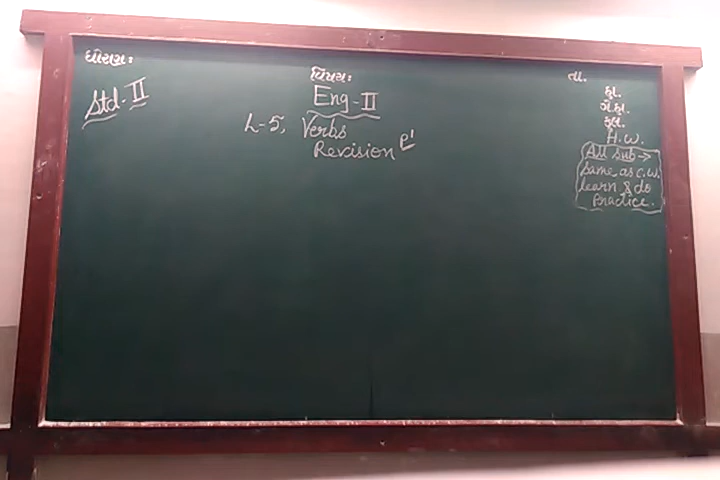 ધોરણઃ
Std. II
વિષયઃ
Eng-II
L-5, Verbs
Revision
તા.
હા.
ગે.હા.
કુલ.
H.W.
All Sub →
Same as C.W.
learn & do
Practice.